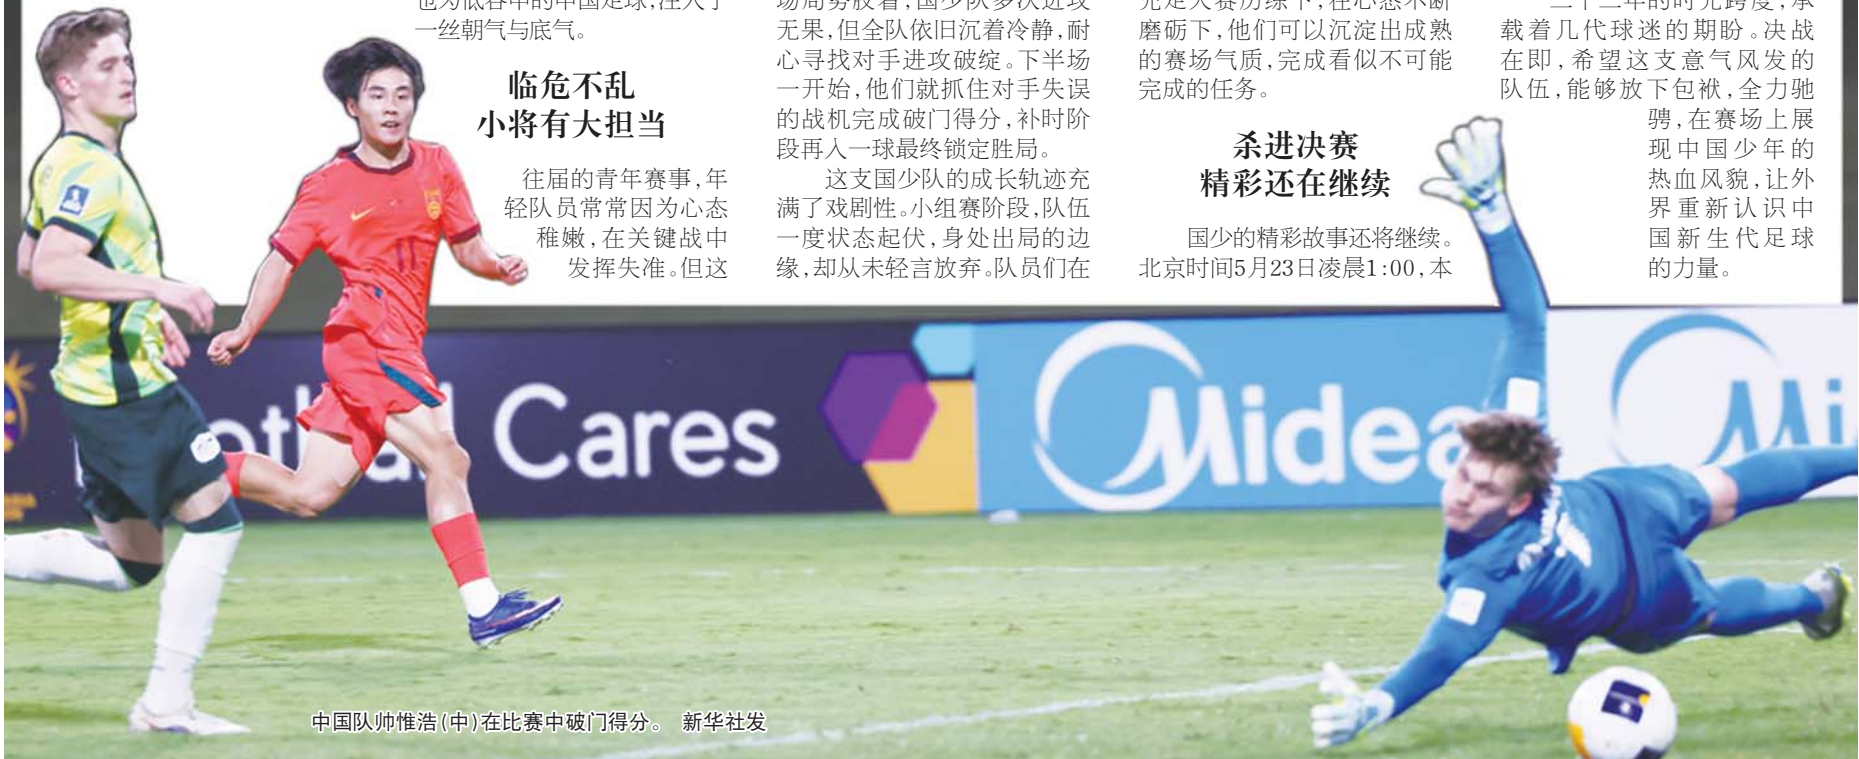 一丝朝气与底气。
临危不乱
小将有大担当
往届的青年赛事,年
轻队员常常因为心态
稚嫩,在关键战中
发挥失准。但这
场局势胶着,国少队多次进攻
无果,但全队依旧沉着冷静,耐
心寻找对手进攻破绽。下半场
一开始,他们就抓住对手失误
的战机完成破门得分,补时阶
段再入一球最终锁定胜局。
这支国少队的成长轨迹充
满了戏剧性。小组赛阶段,队伍
一度状态起伏,身处出局的边
缘,却从未轻言放弃。队员们在
磨砺下,他们可以沉淀出成熟
的赛场气质,完成看似不可能
完成的任务。
杀进决赛
精彩还在继续
国少的精彩故事还将继续。
北京时间5月23日凌晨1:00,本
载着几代球迷的期盼。决战
在即,希望这支意气风发的
队伍,能够放下包袱,全力驰
骋,在赛场上展
现中国少年的
热血风貌,让外
界重新认识中
国新生代足球
的力量。
Cares
Midea
Mi
11
中国队帅惟浩(中)在比赛中破门得分。 新华社发